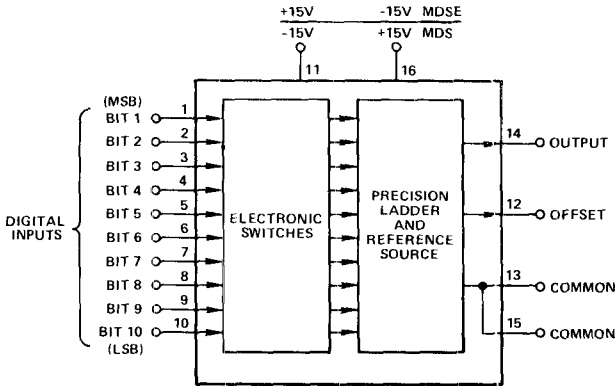 +15V -15V MDSE
-15V +15V MDS
11 16
(MSB)
BIT 1 1
BIT 2 2
BIT 3 3
BIT 4 4
BIT 5 5
BIT 6 6
BIT 7 7
BIT 8 8
BIT 9 9
BIT 10 10
(LSB)
DIGITAL
INPUTS
ELECTRONIC
SWITCHES
PRECISION
LADDER
AND
REFERENCE
SOURCE
14 OUTPUT
12 OFFSET
13 COMMON
15 COMMON